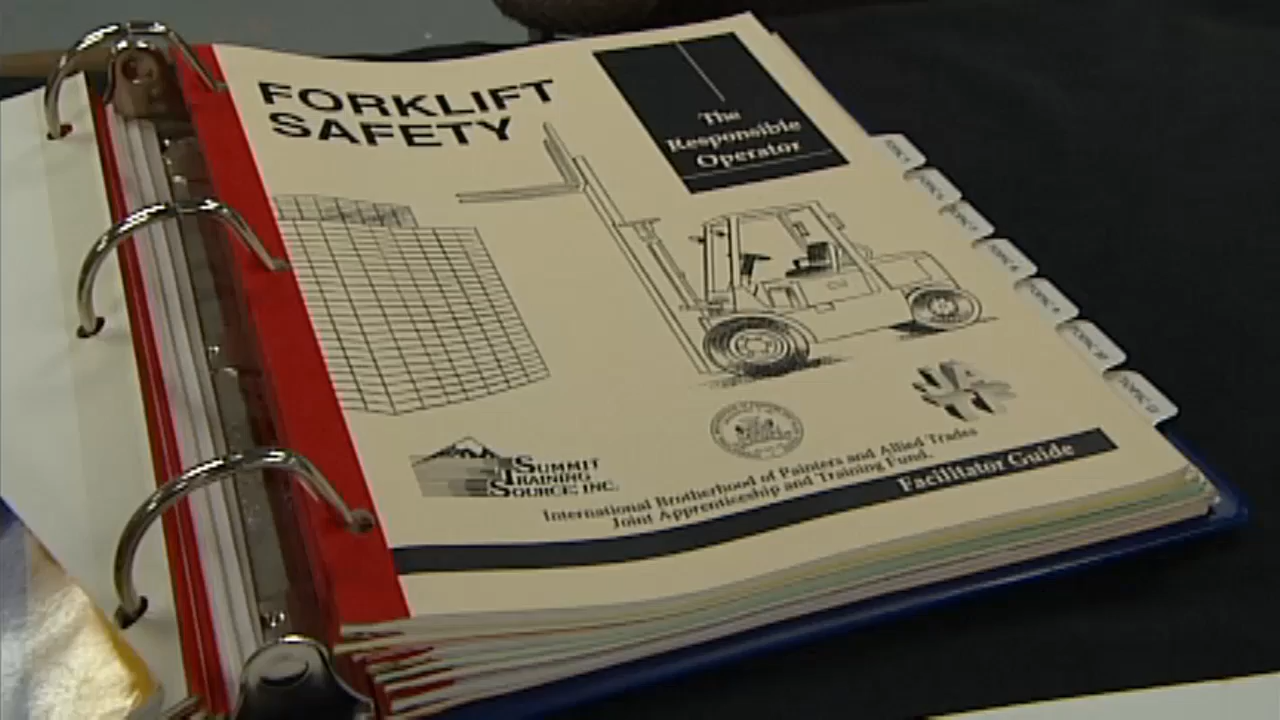 FORKLIFT
SAFETY
The
Responsible
Operator
SUMMIT
TRAINING
SOURCE, INC.
International Brotherhood of Painters and Allied Trades
Joint Apprenticeship and Training Fund.
Facilitator Guide